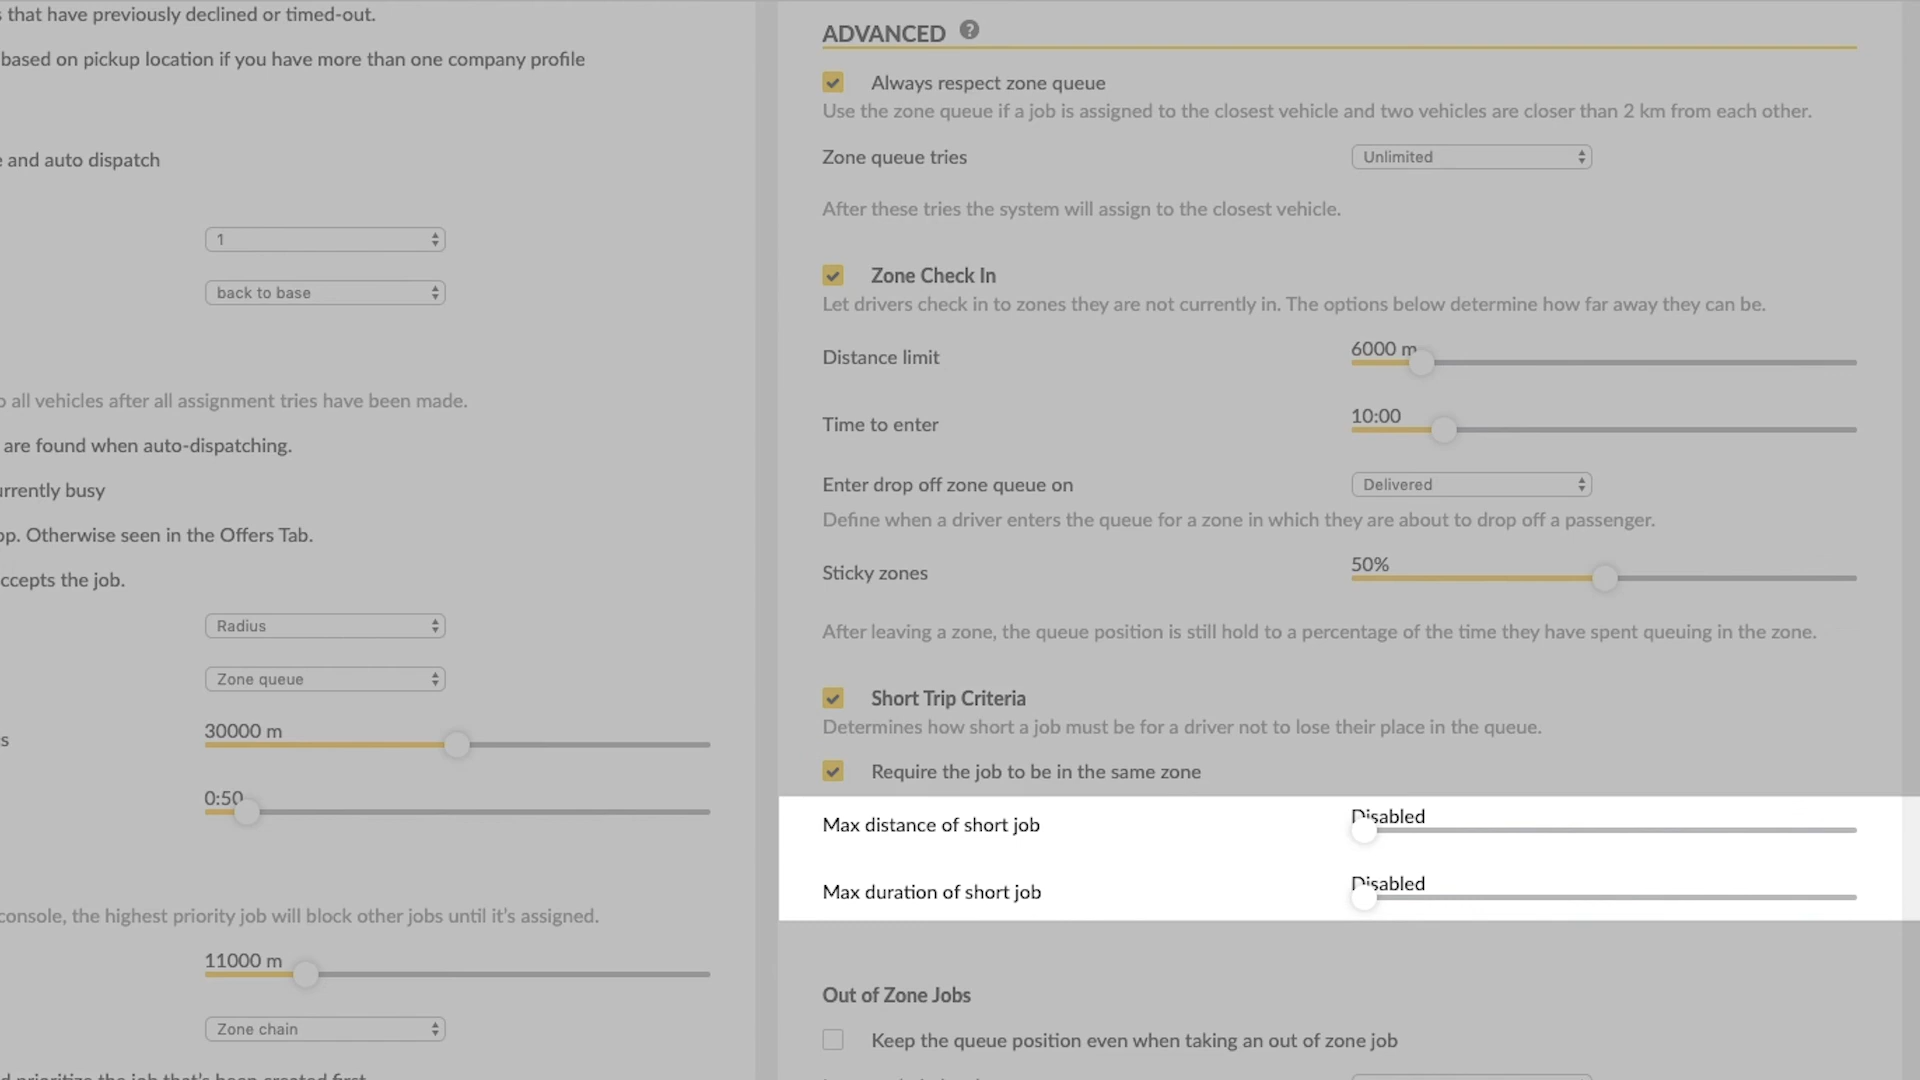 that have previously declined or timed-out.
based on pickup location if you have more than one company profile
and auto dispatch
1
back to base
all vehicles after all assignment tries have been made.
are found when auto-dispatching.
busy
Otherwise seen in the Offers Tab.
the job.
Radius
Zone queue
30000 m
0:50
console, the highest priority job will block other jobs until it's assigned.
11000 m
Zone chain
prioritize the job that's been created first
ADVANCED ?
Always respect zone queue
Use the zone queue if a job is assigned to the closest vehicle and two vehicles are closer than 2 km from each other.
Zone queue tries
Unlimited
After these tries the system will assign to the closest vehicle.
Zone Check In
Let drivers check in to zones they are not currently in. The options below determine how far away they can be.
Distance limit
6000 m
Time to enter
10:00
Enter drop off zone queue on
Delivered
Define when a driver enters the queue for a zone in which they are about to drop off a passenger.
Sticky zones
50%
After leaving a zone, the queue position is still hold to a percentage of the time they have spent queuing in the zone.
Short Trip Criteria
Determines how short a job must be for a driver not to lose their place in the queue.
Require the job to be in the same zone
Max distance of short job
Disabled
Max duration of short job
Disabled
Out of Zone Jobs
Keep the queue position even when taking an out of zone job